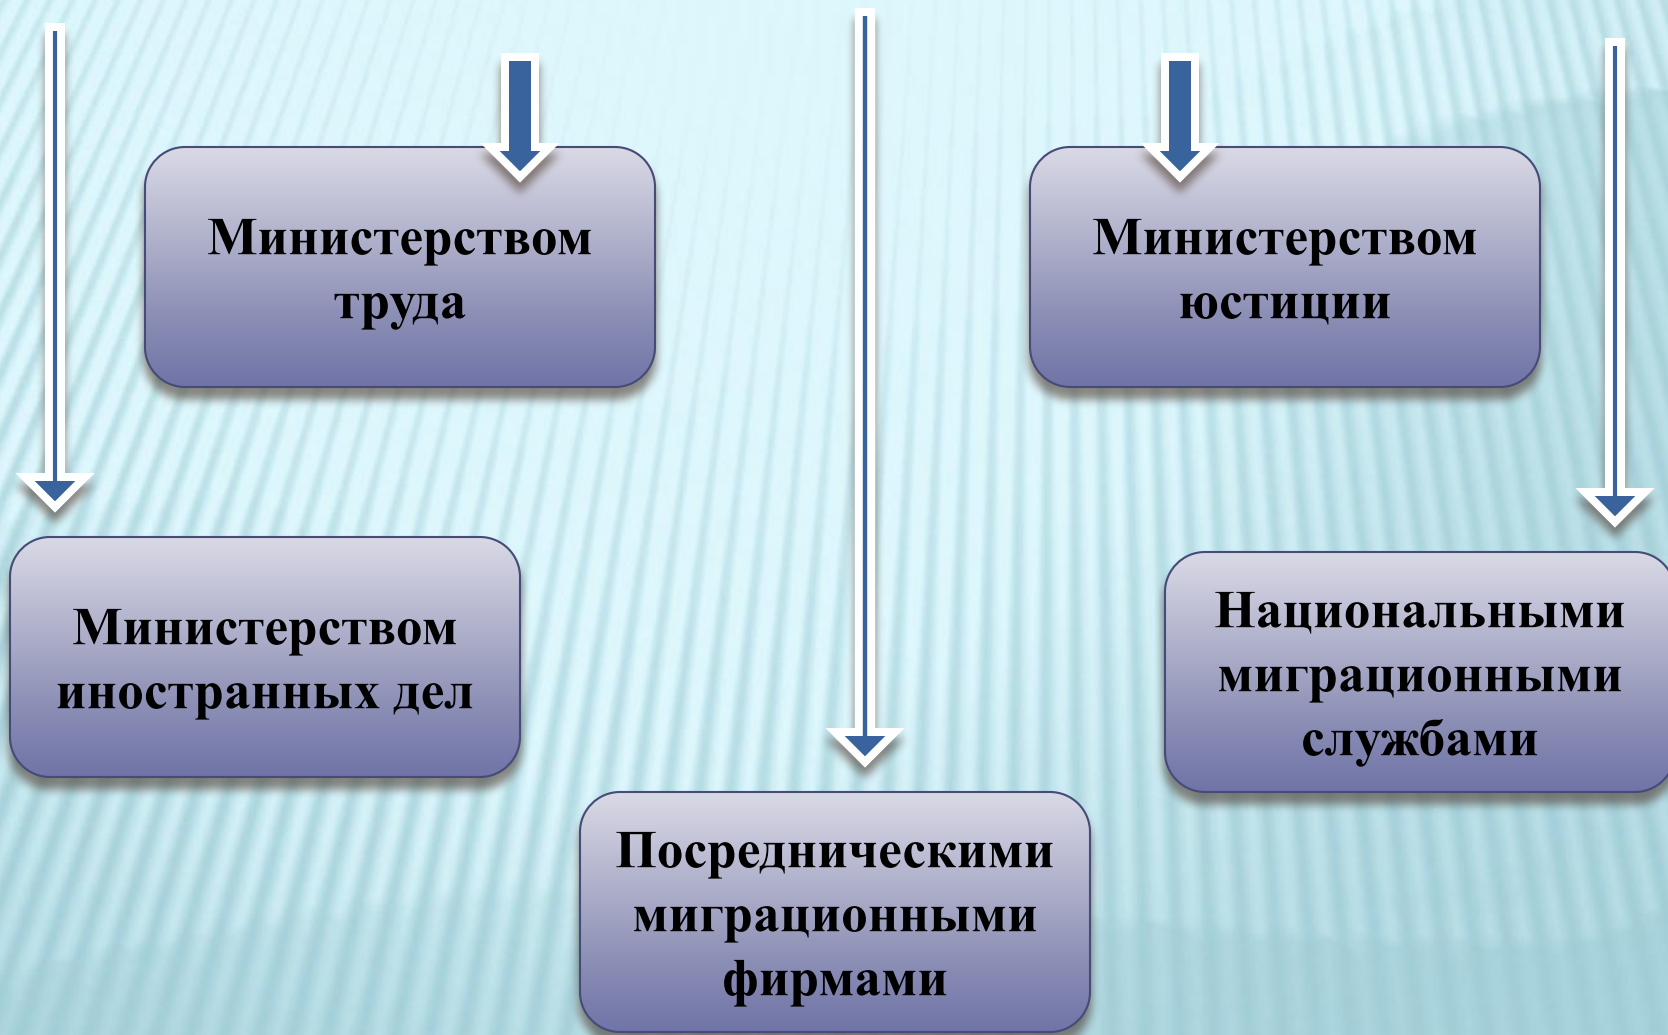 Министерством
труда
Министерством
юстиции
Министерством
иностранных дел
Национальными
миграционными
службами
Посредническими
миграционными
фирмами